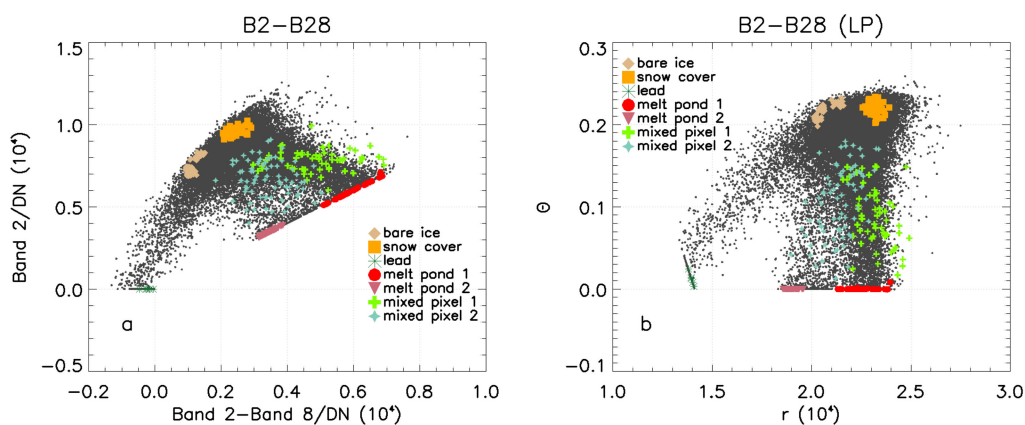 B2−B28
1.5
1.0
0.5
0.0
−0.5
Band 2/DN (10⁴)
bare ice
snow cover
lead
melt pond 1
melt pond 2
mixed pixel 1
mixed pixel 2
a
−0.2 0.0 0.2 0.4 0.6 0.8 1.0
Band 2−Band 8/DN (10⁴)
B2−B28 (LP)
0.3
0.2
0.1
0.0
−0.1
Θ
bare ice
snow cover
lead
melt pond 1
melt pond 2
mixed pixel 1
mixed pixel 2
b
1.0 1.5 2.0 2.5 3.0
r (10⁴)